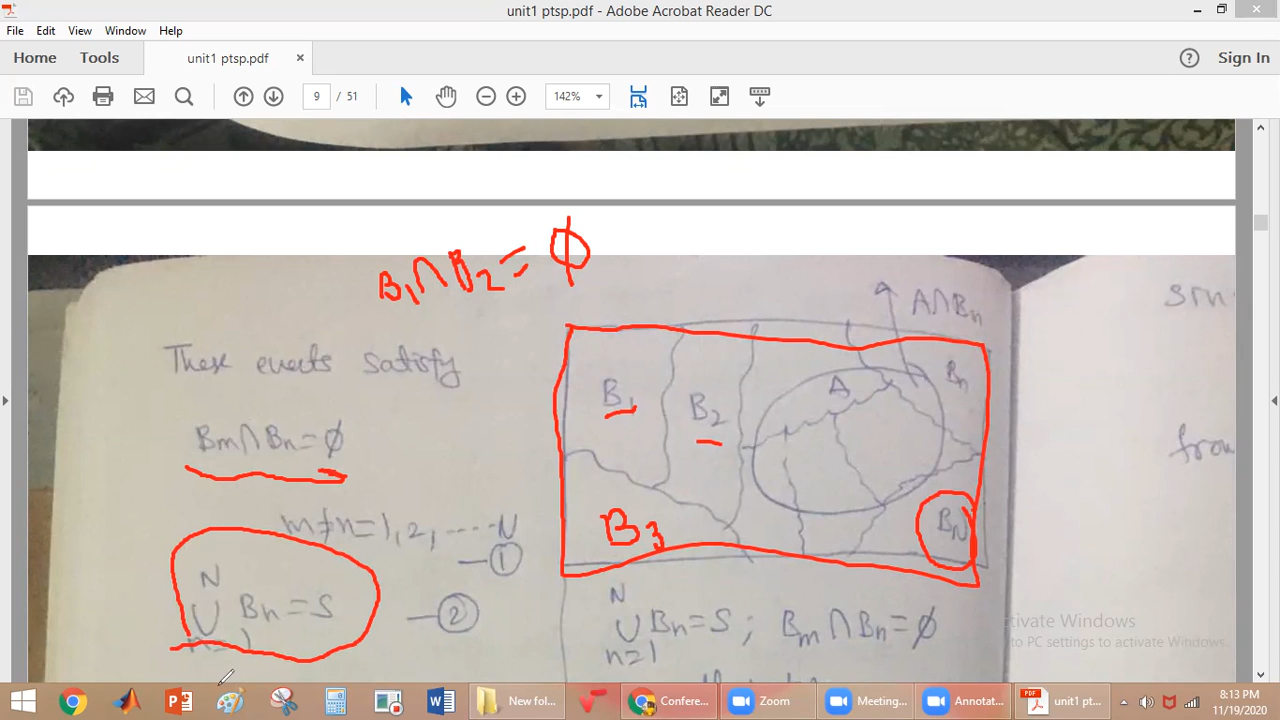 unit1 ptsp.pdf - Adobe Acrobat Reader DC
File Edit View Window Help
Home Tools unit1 ptsp.pdf × Sign In
9 / 51 142%
B1∩B2=∅
A∩Bn
These events satisfy
B1 B2 A Bn
Bm∩Bn=∅
B3 BN
m≠n=1,2,....N
—①
N
∪ Bn=S —②
n=1
N
∪ Bn=S ; Bm∩Bn=∅
n=1
from
ctivate Windows
to PC settings to activate Windows.
New fol... Confere... Zoom Meeting... Annotat... unit1 pt...
8:13 PM
11/19/2020